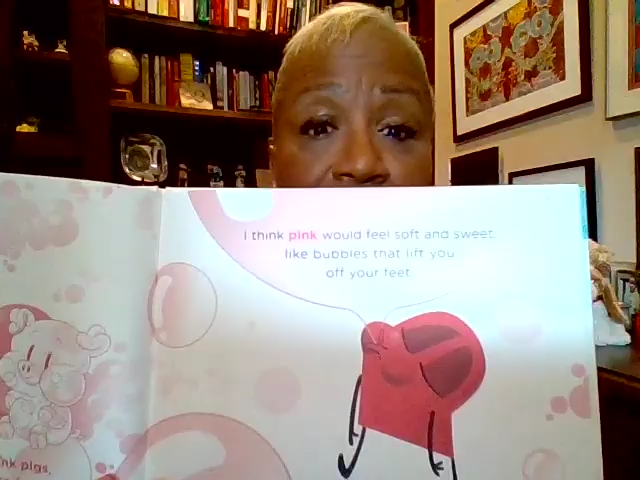 I think pink would feel soft and sweet,
like bubbles that lift you
off your feet.
pigs,